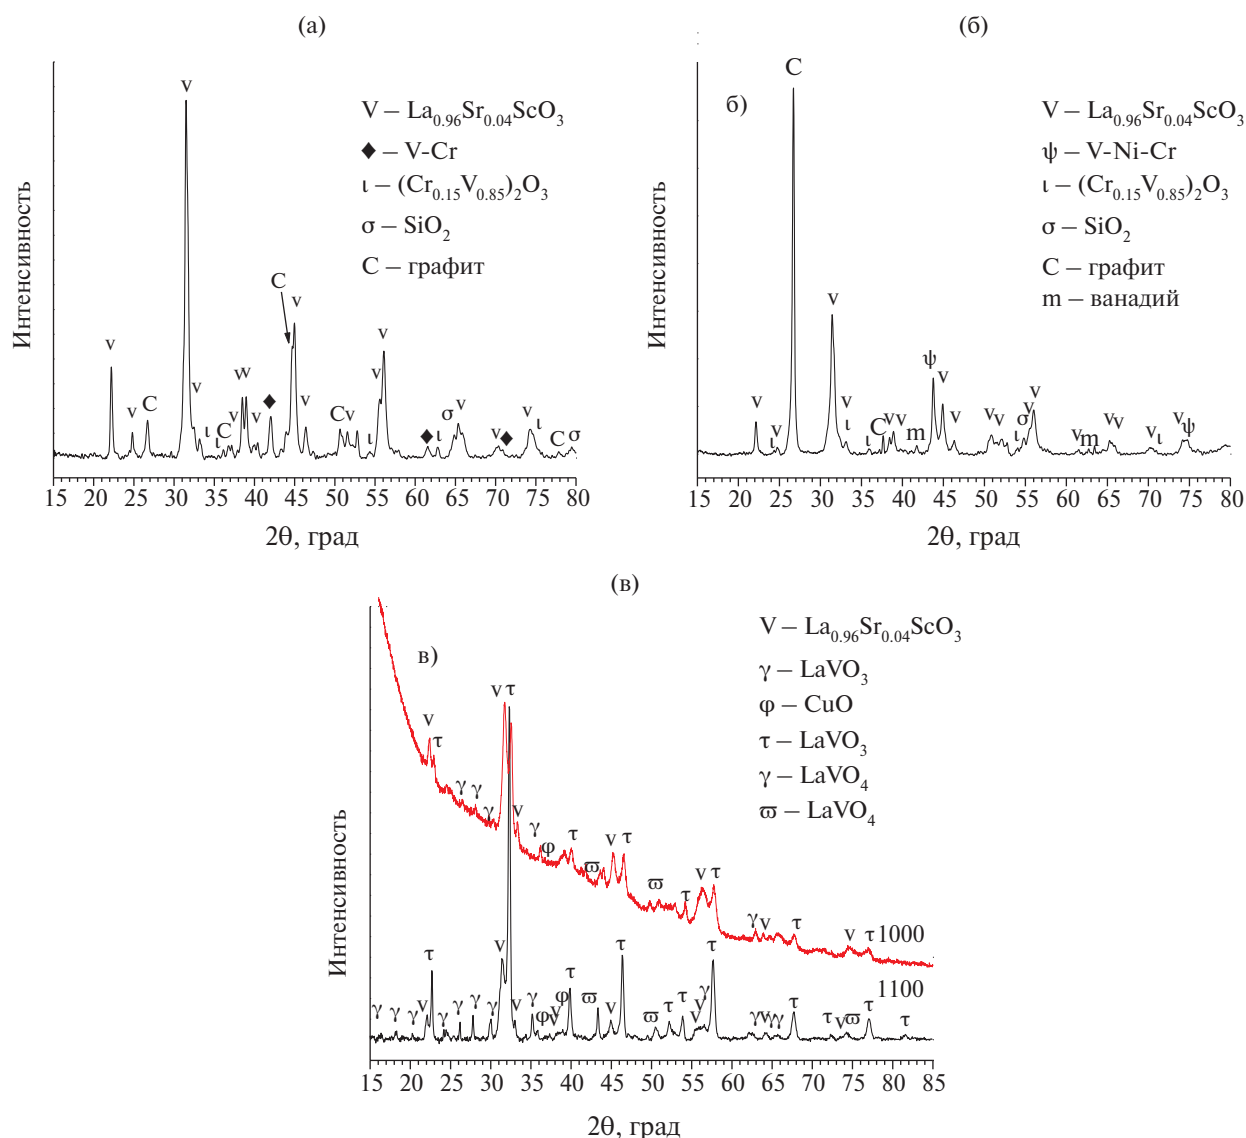 (а)
Интенсивность
V – La0.96Sr0.04ScO3
♦ – V-Cr
ι – (Cr0.15V0.85)2O3
σ – SiO2
C – графит
v v C v v ι ι C v v v v ♦ C v v C v v v ι ♦ ι σ v v ♦ v ι C σ
15 20 25 30 35 40 45 50 55 60 65 70 75 80
2θ, град
(б)
б)
Интенсивность
V – La0.96Sr0.04ScO3
ψ – V-Ni-Cr
ι – (Cr0.15V0.85)2O3
σ – SiO2
C – графит
m – ванадий
v ι v C v v ι ι C v v m ψ v v v v ι σ v v v m v v v ι v ψ
15 20 25 30 35 40 45 50 55 60 65 70 75 80
2θ, град
(в)
в)
Интенсивность
V – La0.96Sr0.04ScO3
γ – LaVO3
φ – CuO
τ – LaVO3
γ – LaVO4
ϖ – LaVO4
v τ γ γ γ v τ v γ φ τ ϖ v τ ϖ τ v τ γ v τ v τ 1000
γ γ γ v τ γ γ γ γ v v γ φ v φ τ ϖ v τ ϖ τ τ v v γ τ γ v γ γ τ τ v ϖ τ τ 1100
15 20 25 30 35 40 45 50 55 60 65 70 75 80 85
2θ, град